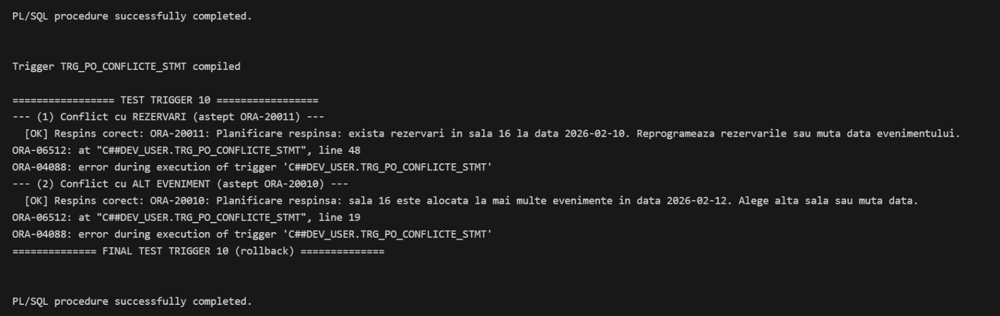 PL/SQL procedure successfully completed.
Trigger TRG_PO_CONFLICTE_STMT compiled
================= TEST TRIGGER 10 =================
--- (1) Conflict cu REZERVARI (astept ORA-20011) ---
[OK] Respins corect: ORA-20011: Planificare respinsa: exista rezervari in sala 16 la data 2026-02-10. Reprogrameaza rezervarile sau muta data evenimentului.
ORA-06512: at "C##DEV_USER.TRG_PO_CONFLICTE_STMT", line 48
ORA-04088: error during execution of trigger 'C##DEV_USER.TRG_PO_CONFLICTE_STMT'
--- (2) Conflict cu ALT EVENIMENT (astept ORA-20010) ---
[OK] Respins corect: ORA-20010: Planificare respinsa: sala 16 este alocata la mai multe evenimente in data 2026-02-12. Alege alta sala sau muta data.
ORA-06512: at "C##DEV_USER.TRG_PO_CONFLICTE_STMT", line 19
ORA-04088: error during execution of trigger 'C##DEV_USER.TRG_PO_CONFLICTE_STMT'
============== FINAL TEST TRIGGER 10 (rollback) ==============
PL/SQL procedure successfully completed.